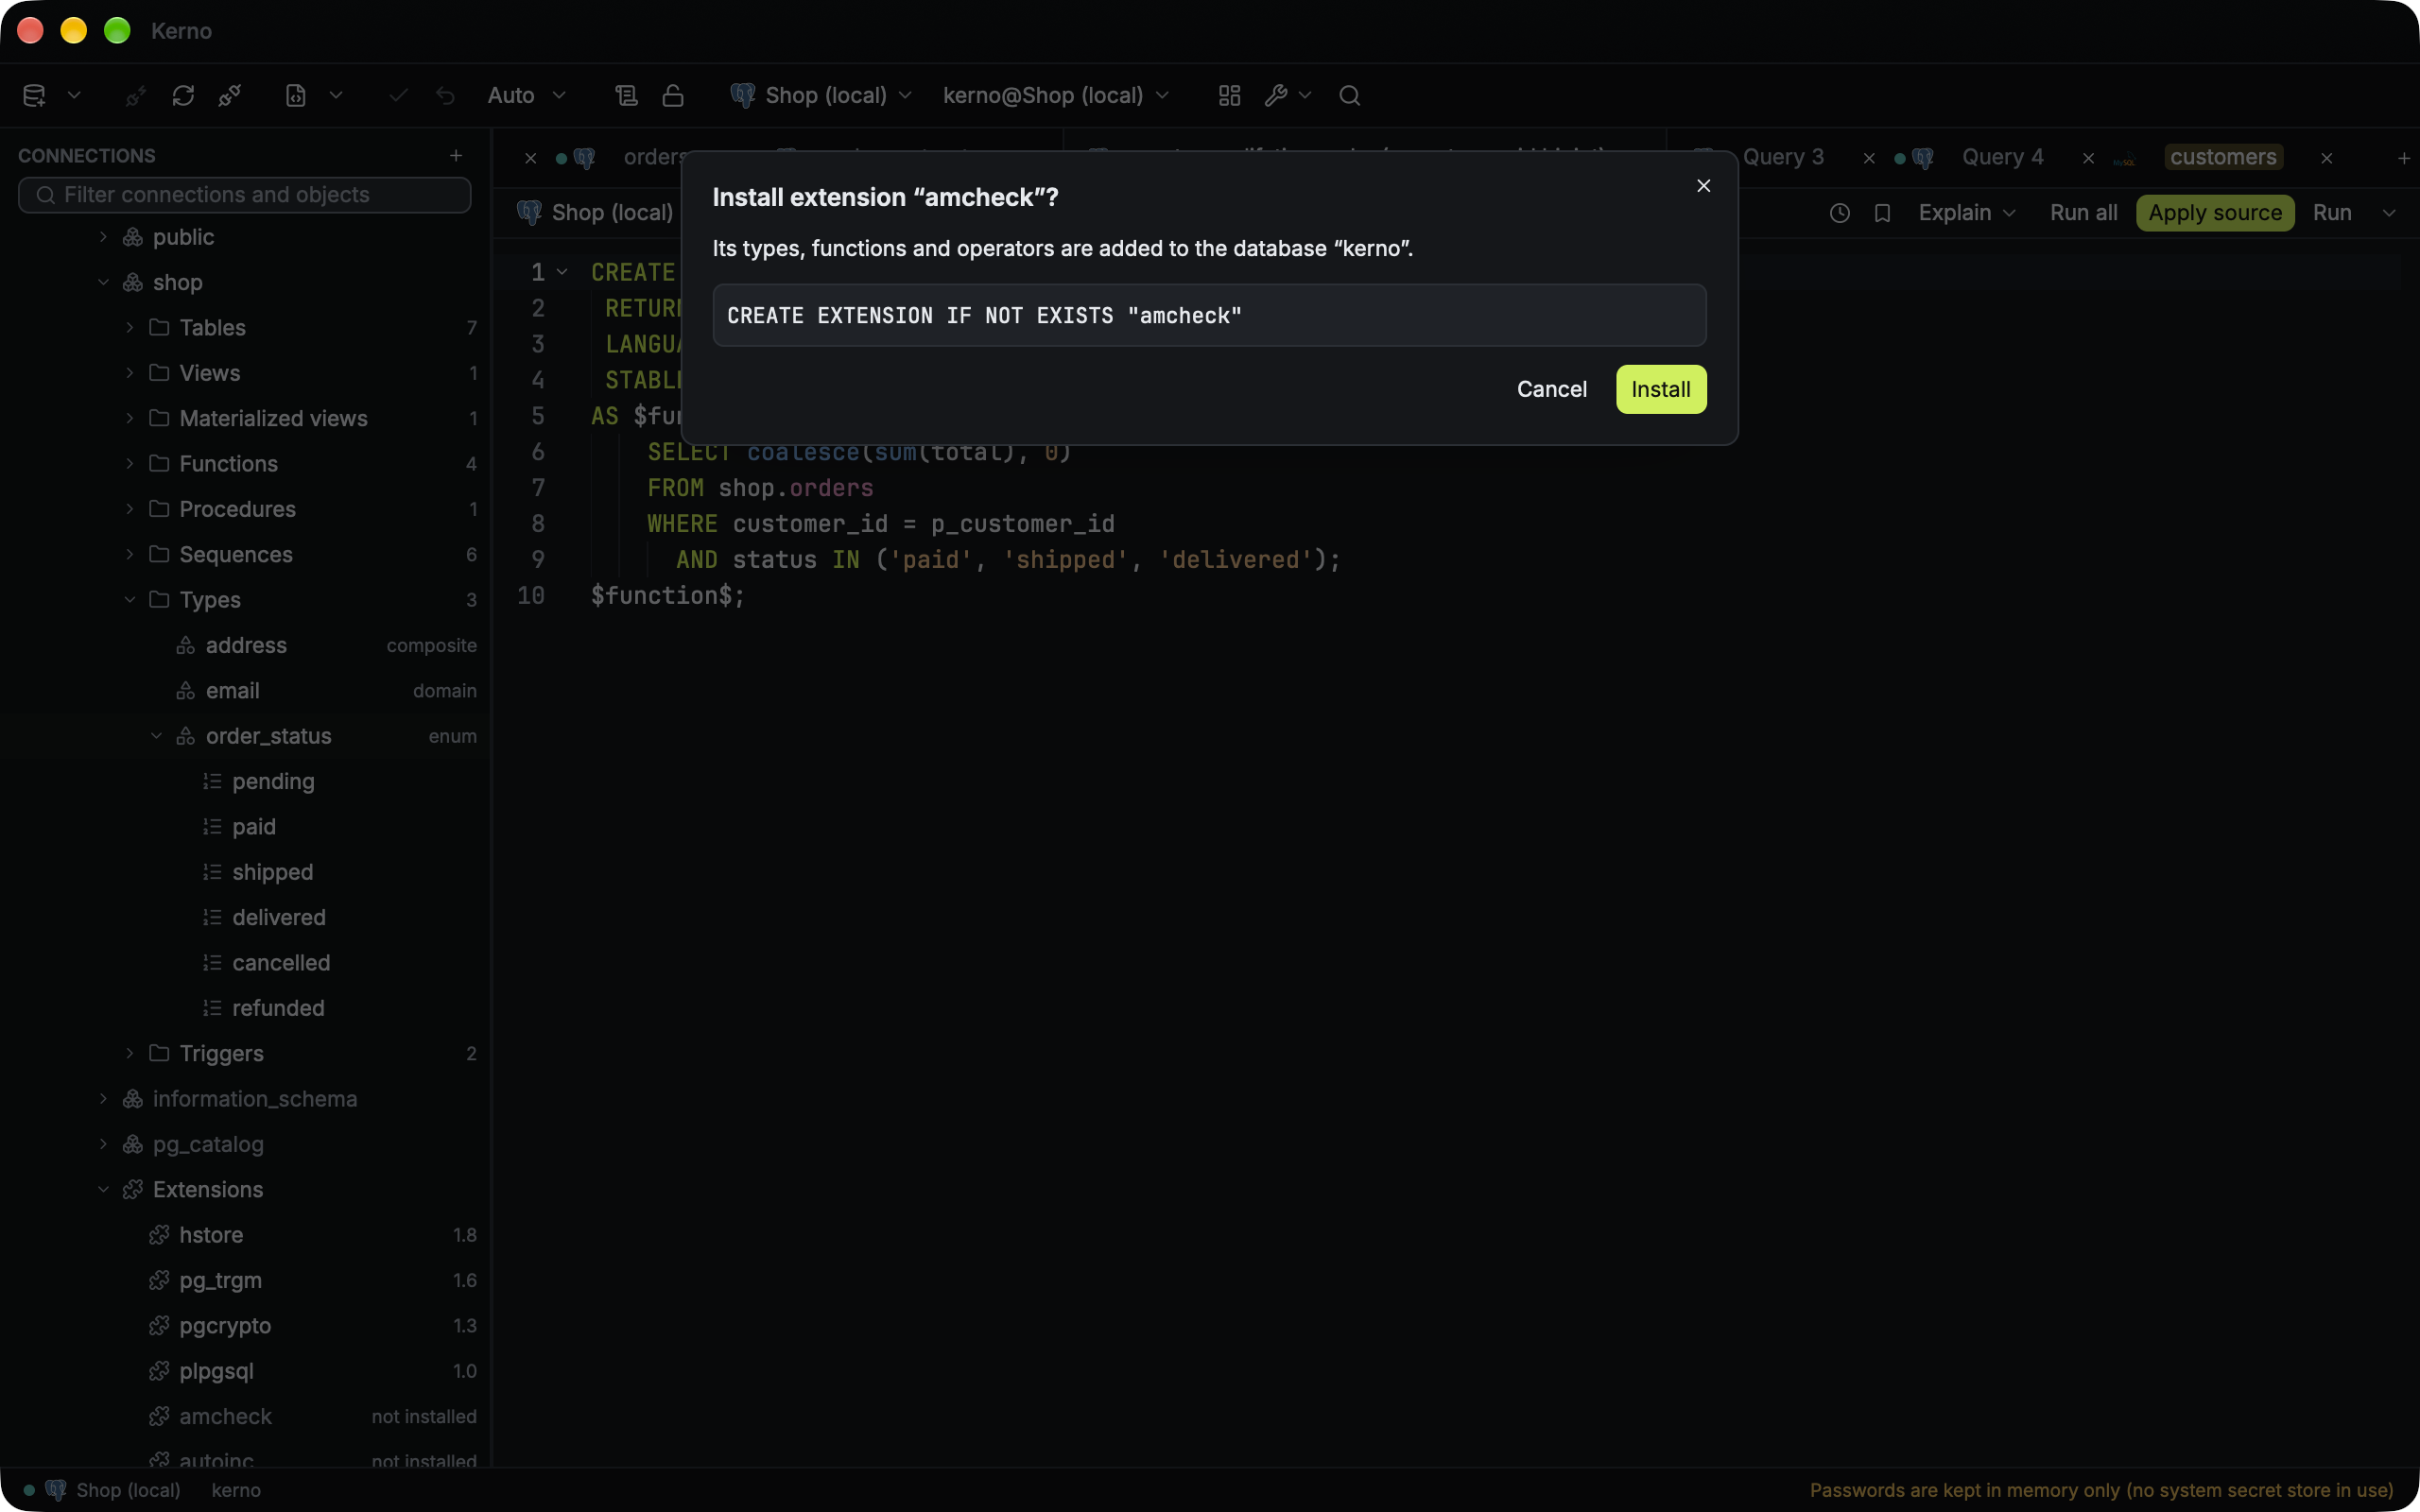 Kerno
Auto
Shop (local)
kerno@Shop (local)
CONNECTIONS
Filter connections and objects
public
shop
Tables 7
Views 1
Materialized views 1
Functions 4
Procedures 1
Sequences 6
Types 3
address composite
email domain
order_status enum
pending
paid
shipped
delivered
cancelled
refunded
Triggers 2
information_schema
pg_catalog
Extensions
hstore 1.8
pg_trgm 1.6
pgcrypto 1.3
plpgsql 1.0
amcheck not installed
autoinc not installed
orders
Query 3
Query 4
MySQL
customers
Shop (local)
Explain
Run all
Apply source
Run
Install extension “amcheck”?
Its types, functions and operators are added to the database “kerno”.
CREATE EXTENSION IF NOT EXISTS "amcheck"
Cancel
Install
1 CREATE
2 RETURN
3 LANGUA
4
5 AS $fun
6 SELECT coalesce(sum(total), 0)
7 FROM shop.orders
8 WHERE customer_id = p_customer_id
9 AND status IN ('paid', 'shipped', 'delivered');
10 $function$;
Shop (local)
kerno
Passwords are kept in memory only (no system secret store in use)